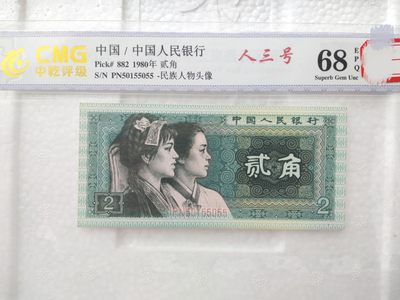 CMG
中乾评级
中国 / 中国人民银行
Pick# 882 1980年 贰角
S/N PN50155055 -民族人物头像
人三号
68
EPQ
Superb Gem Unc
中国人民银行
贰角
2
2
PN50155055